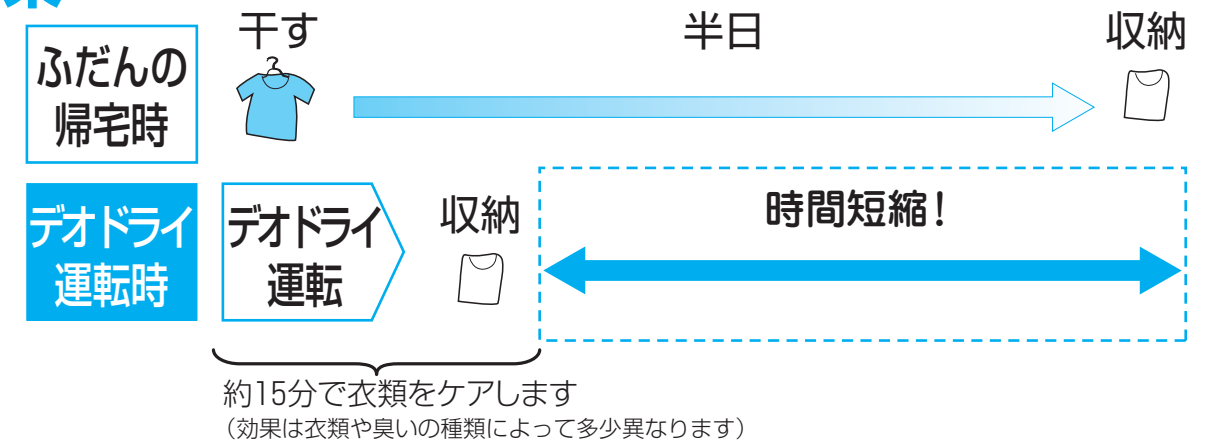 ふだんの
帰宅時
干す
半日
収納
デオドライ
運転時
デオドライ
運転
収納
時間短縮!
約15分で衣類をケアします
(効果は衣類や臭いの種類によって多少異なります)